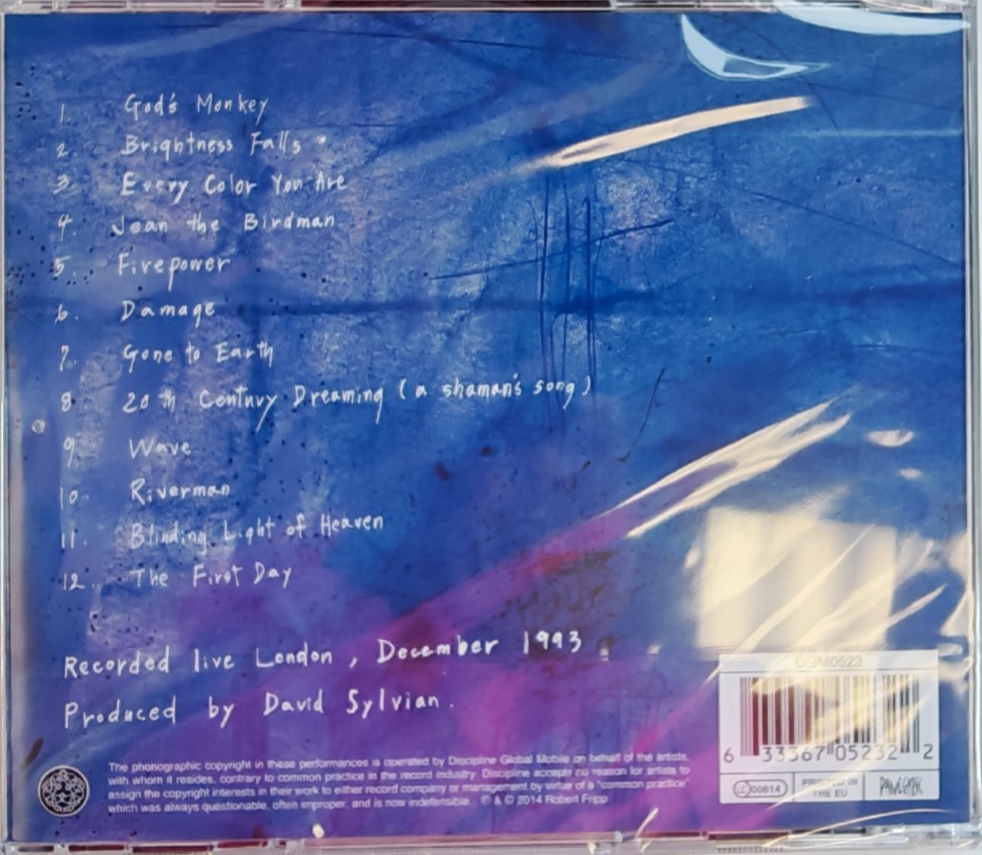 1. God's Monkey
2. Brightness Falls
3. Every Color You Are
4. Jean the Birdman
5. Firepower
6. Damage
7. Gone to Earth
8. 20th Century Dreaming (a shaman's song)
9. Wave
10. Riverman
11. Blinding Light of Heaven
12. The First Day
Recorded live London, December 1993.
Produced by David Sylvian.
The phonographic copyright in these performances is operated by Discipline Global Mobile on behalf of the artists,
with whom it resides, contrary to common practice in the record industry. Discipline accepts no reason for artists to
assign the copyright interests in their work to either record company or management by virtue of a "common practice"
which was always questionable, often improper, and is now indefensible. ℗ & © 2014 Robert Fripp
DGM0523
6 33367 05232 2
LC 00614
PRINTED IN
THE EU